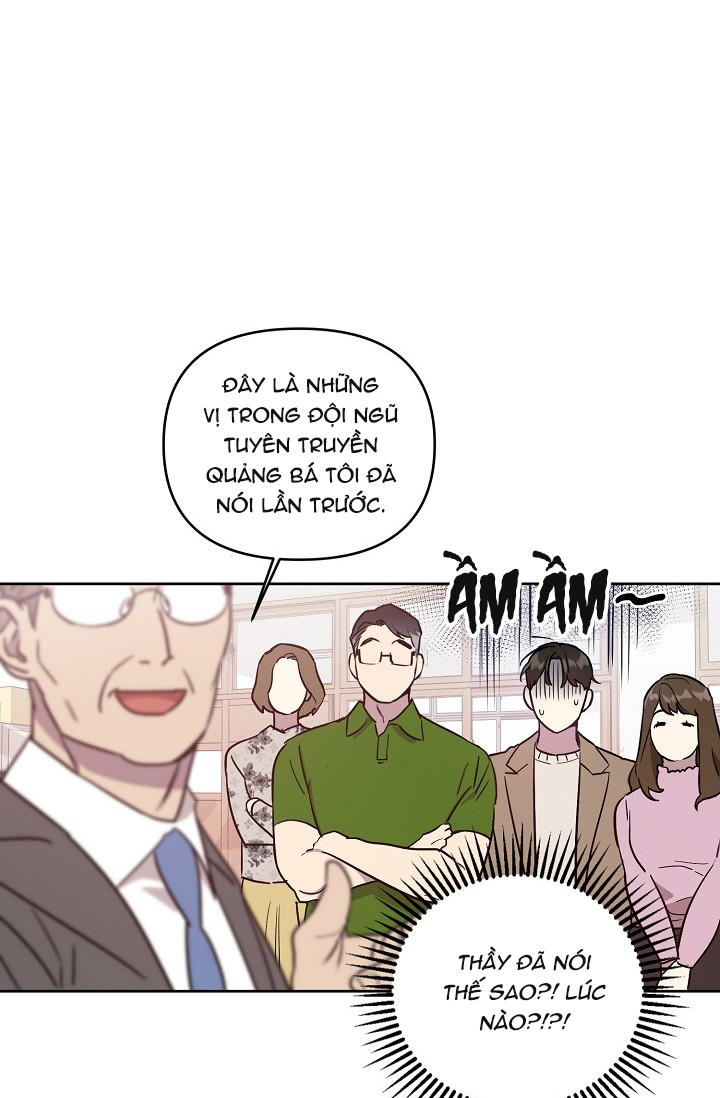 ĐÂY LÀ NHỮNG
VỊ TRONG ĐỘI NGŨ
TUYÊN TRUYỀN
QUẢNG BÁ TÔI ĐÃ
NÓI LẦN TRƯỚC.
ẦM ẦM~
THẦY ĐÃ NÓI
THẾ SAO?! LÚC
NÀO?!?!